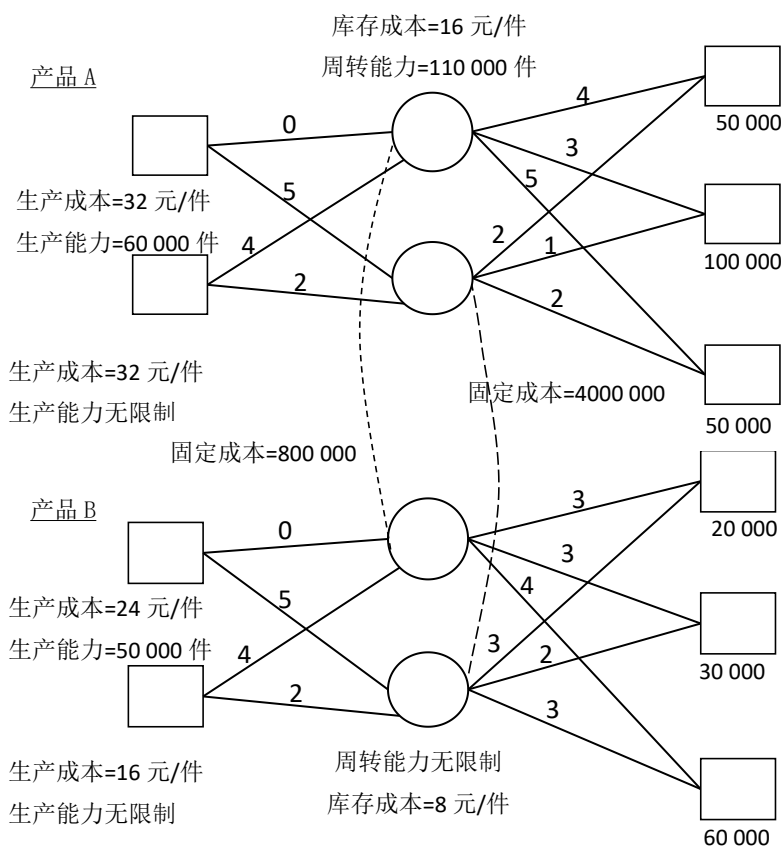 库存成本=16 元/件
周转能力=110 000 件
产品 A
0
4
50 000
3
生产成本=32 元/件
5
5
生产能力=60 000 件
4
2
1
100 000
2
2
生产成本=32 元/件
生产能力无限制
固定成本=4000 000
50 000
固定成本=800 000
产品 B
0
3
20 000
3
生产成本=24 元/件
5
4
生产能力=50 000 件
4
3
2
30 000
2
3
生产成本=16 元/件
周转能力无限制
生产能力无限制
库存成本=8 元/件
60 000